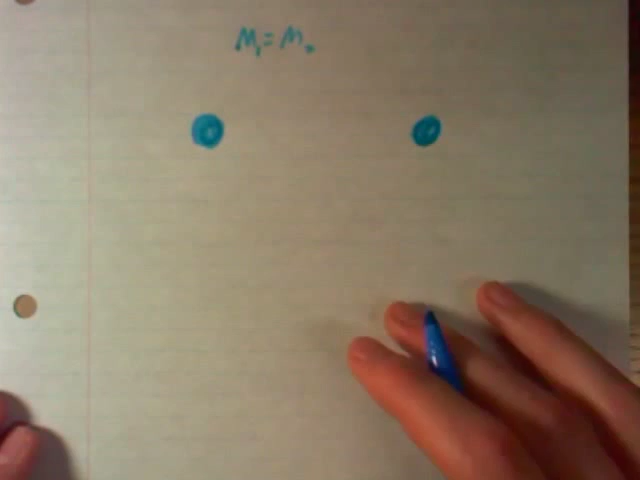 M₁ = M₂